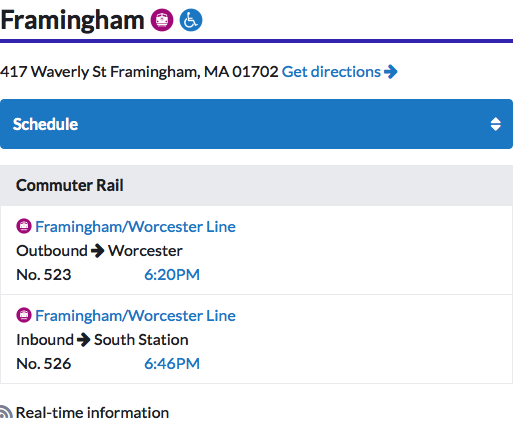 Framingham
417 Waverly St Framingham, MA 01702 Get directions
Schedule
Commuter Rail
Framingham/Worcester Line
Outbound → Worcester
No. 523 6:20PM
Framingham/Worcester Line
Inbound → South Station
No. 526 6:46PM
Real-time information